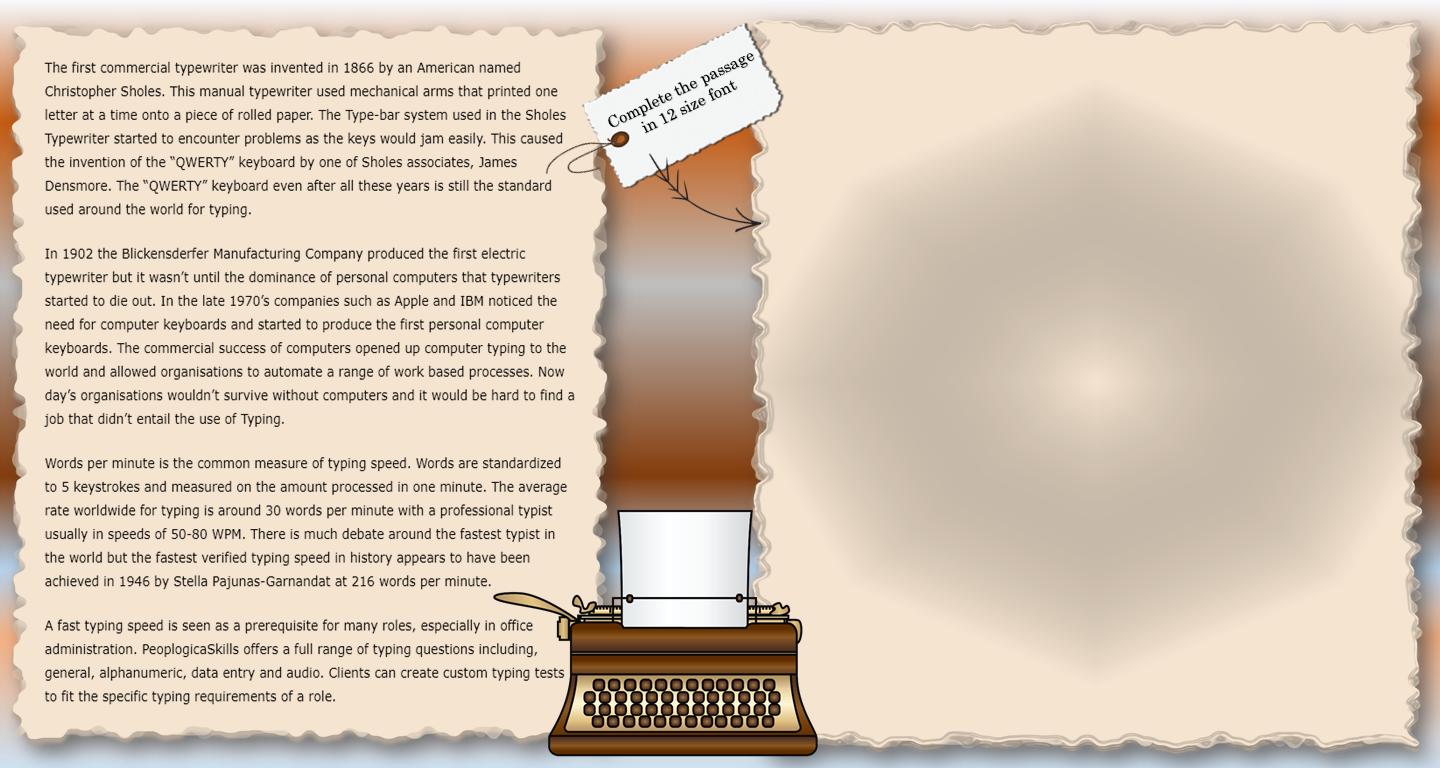 The first commercial typewriter was invented in 1866 by an American named
Christopher Sholes. This manual typewriter used mechanical arms that printed one
letter at a time onto a piece of rolled paper. The Type-bar system used in the Sholes
Typewriter started to encounter problems as the keys would jam easily. This caused
the invention of the “QWERTY” keyboard by one of Sholes associates, James
Densmore. The “QWERTY” keyboard even after all these years is still the standard
used around the world for typing.
In 1902 the Blickensderfer Manufacturing Company produced the first electric
typewriter but it wasn’t until the dominance of personal computers that typewriters
started to die out. In the late 1970’s companies such as Apple and IBM noticed the
need for computer keyboards and started to produce the first personal computer
keyboards. The commercial success of computers opened up computer typing to the
world and allowed organisations to automate a range of work based processes. Now
day’s organisations wouldn’t survive without computers and it would be hard to find a
job that didn’t entail the use of Typing.
Words per minute is the common measure of typing speed. Words are standardized
to 5 keystrokes and measured on the amount processed in one minute. The average
rate worldwide for typing is around 30 words per minute with a professional typist
usually in speeds of 50-80 WPM. There is much debate around the fastest typist in
the world but the fastest verified typing speed in history appears to have been
achieved in 1946 by Stella Pajunas-Garnandat at 216 words per minute.
A fast typing speed is seen as a prerequisite for many roles, especially in office
administration. PeoplogicaSkills offers a full range of typing questions including,
general, alphanumeric, data entry and audio. Clients can create custom typing tests
to fit the specific typing requirements of a role.
Complete the passage
in 12 size font